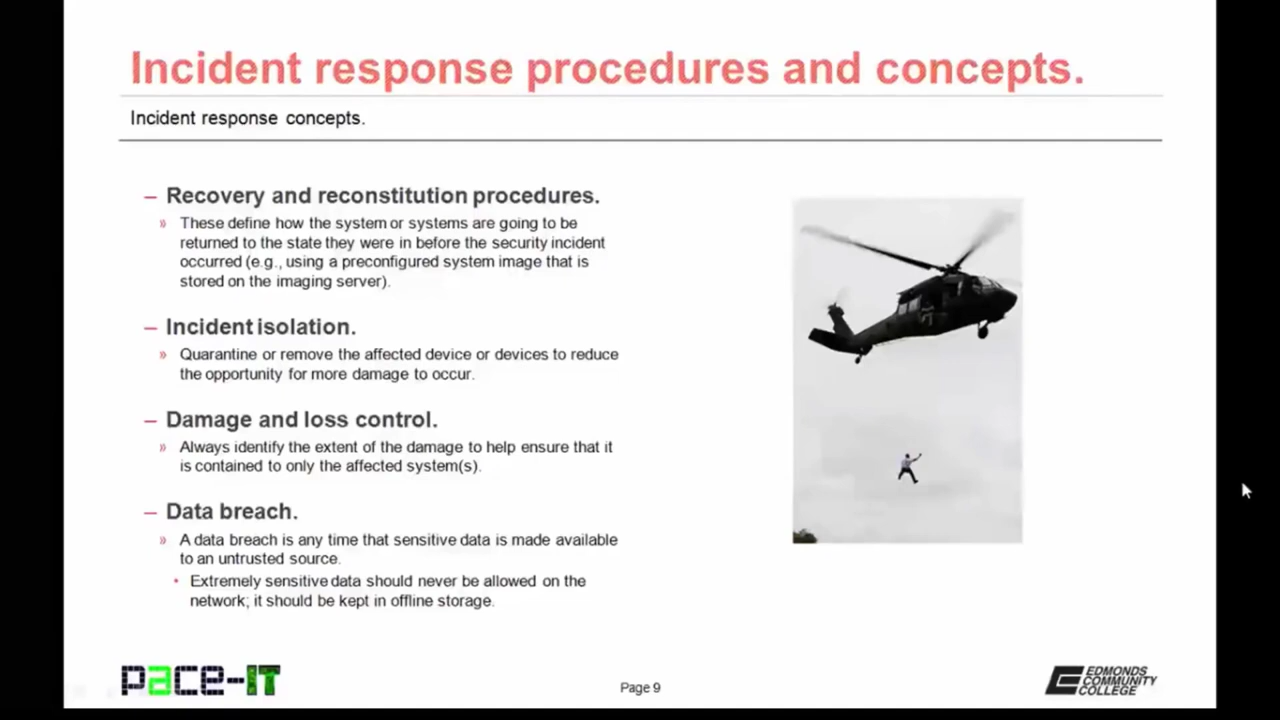 Incident response procedures and concepts.
Incident response concepts.
– Recovery and reconstitution procedures.
» These define how the system or systems are going to be
returned to the state they were in before the security incident
occurred (e.g., using a preconfigured system image that is
stored on the imaging server).
– Incident isolation.
» Quarantine or remove the affected device or devices to reduce
the opportunity for more damage to occur.
– Damage and loss control.
» Always identify the extent of the damage to help ensure that it
is contained to only the affected system(s).
– Data breach.
» A data breach is any time that sensitive data is made available
to an untrusted source.
• Extremely sensitive data should never be allowed on the
network; it should be kept in offline storage.
pace-IT
Page 9
EDMONDS
COMMUNITY
COLLEGE